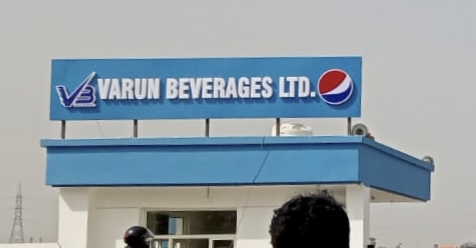 VB VARUN BEVERAGES LTD.